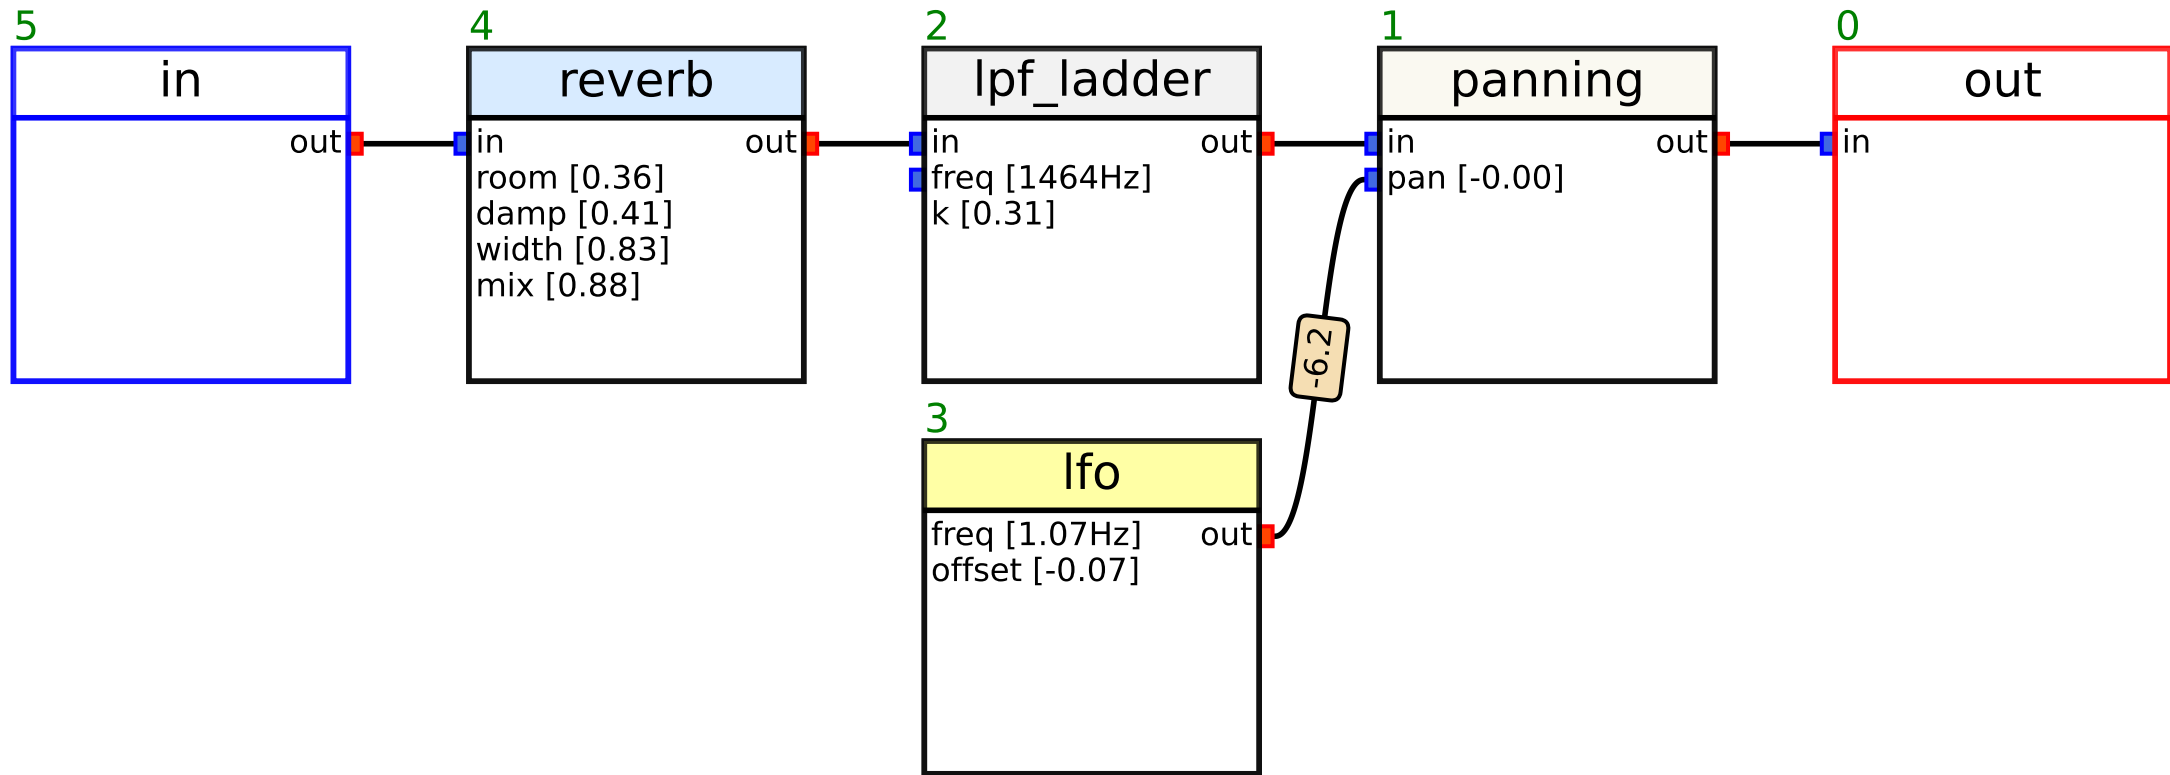 5
in
out
4
reverb
in
out
room [0.36]
damp [0.41]
width [0.83]
mix [0.88]
2
lpf_ladder
in
out
freq [1464Hz]
k [0.31]
1
panning
in
out
pan [-0.00]
0
out
in
-6.2
3
lfo
freq [1.07Hz]
out
offset [-0.07]